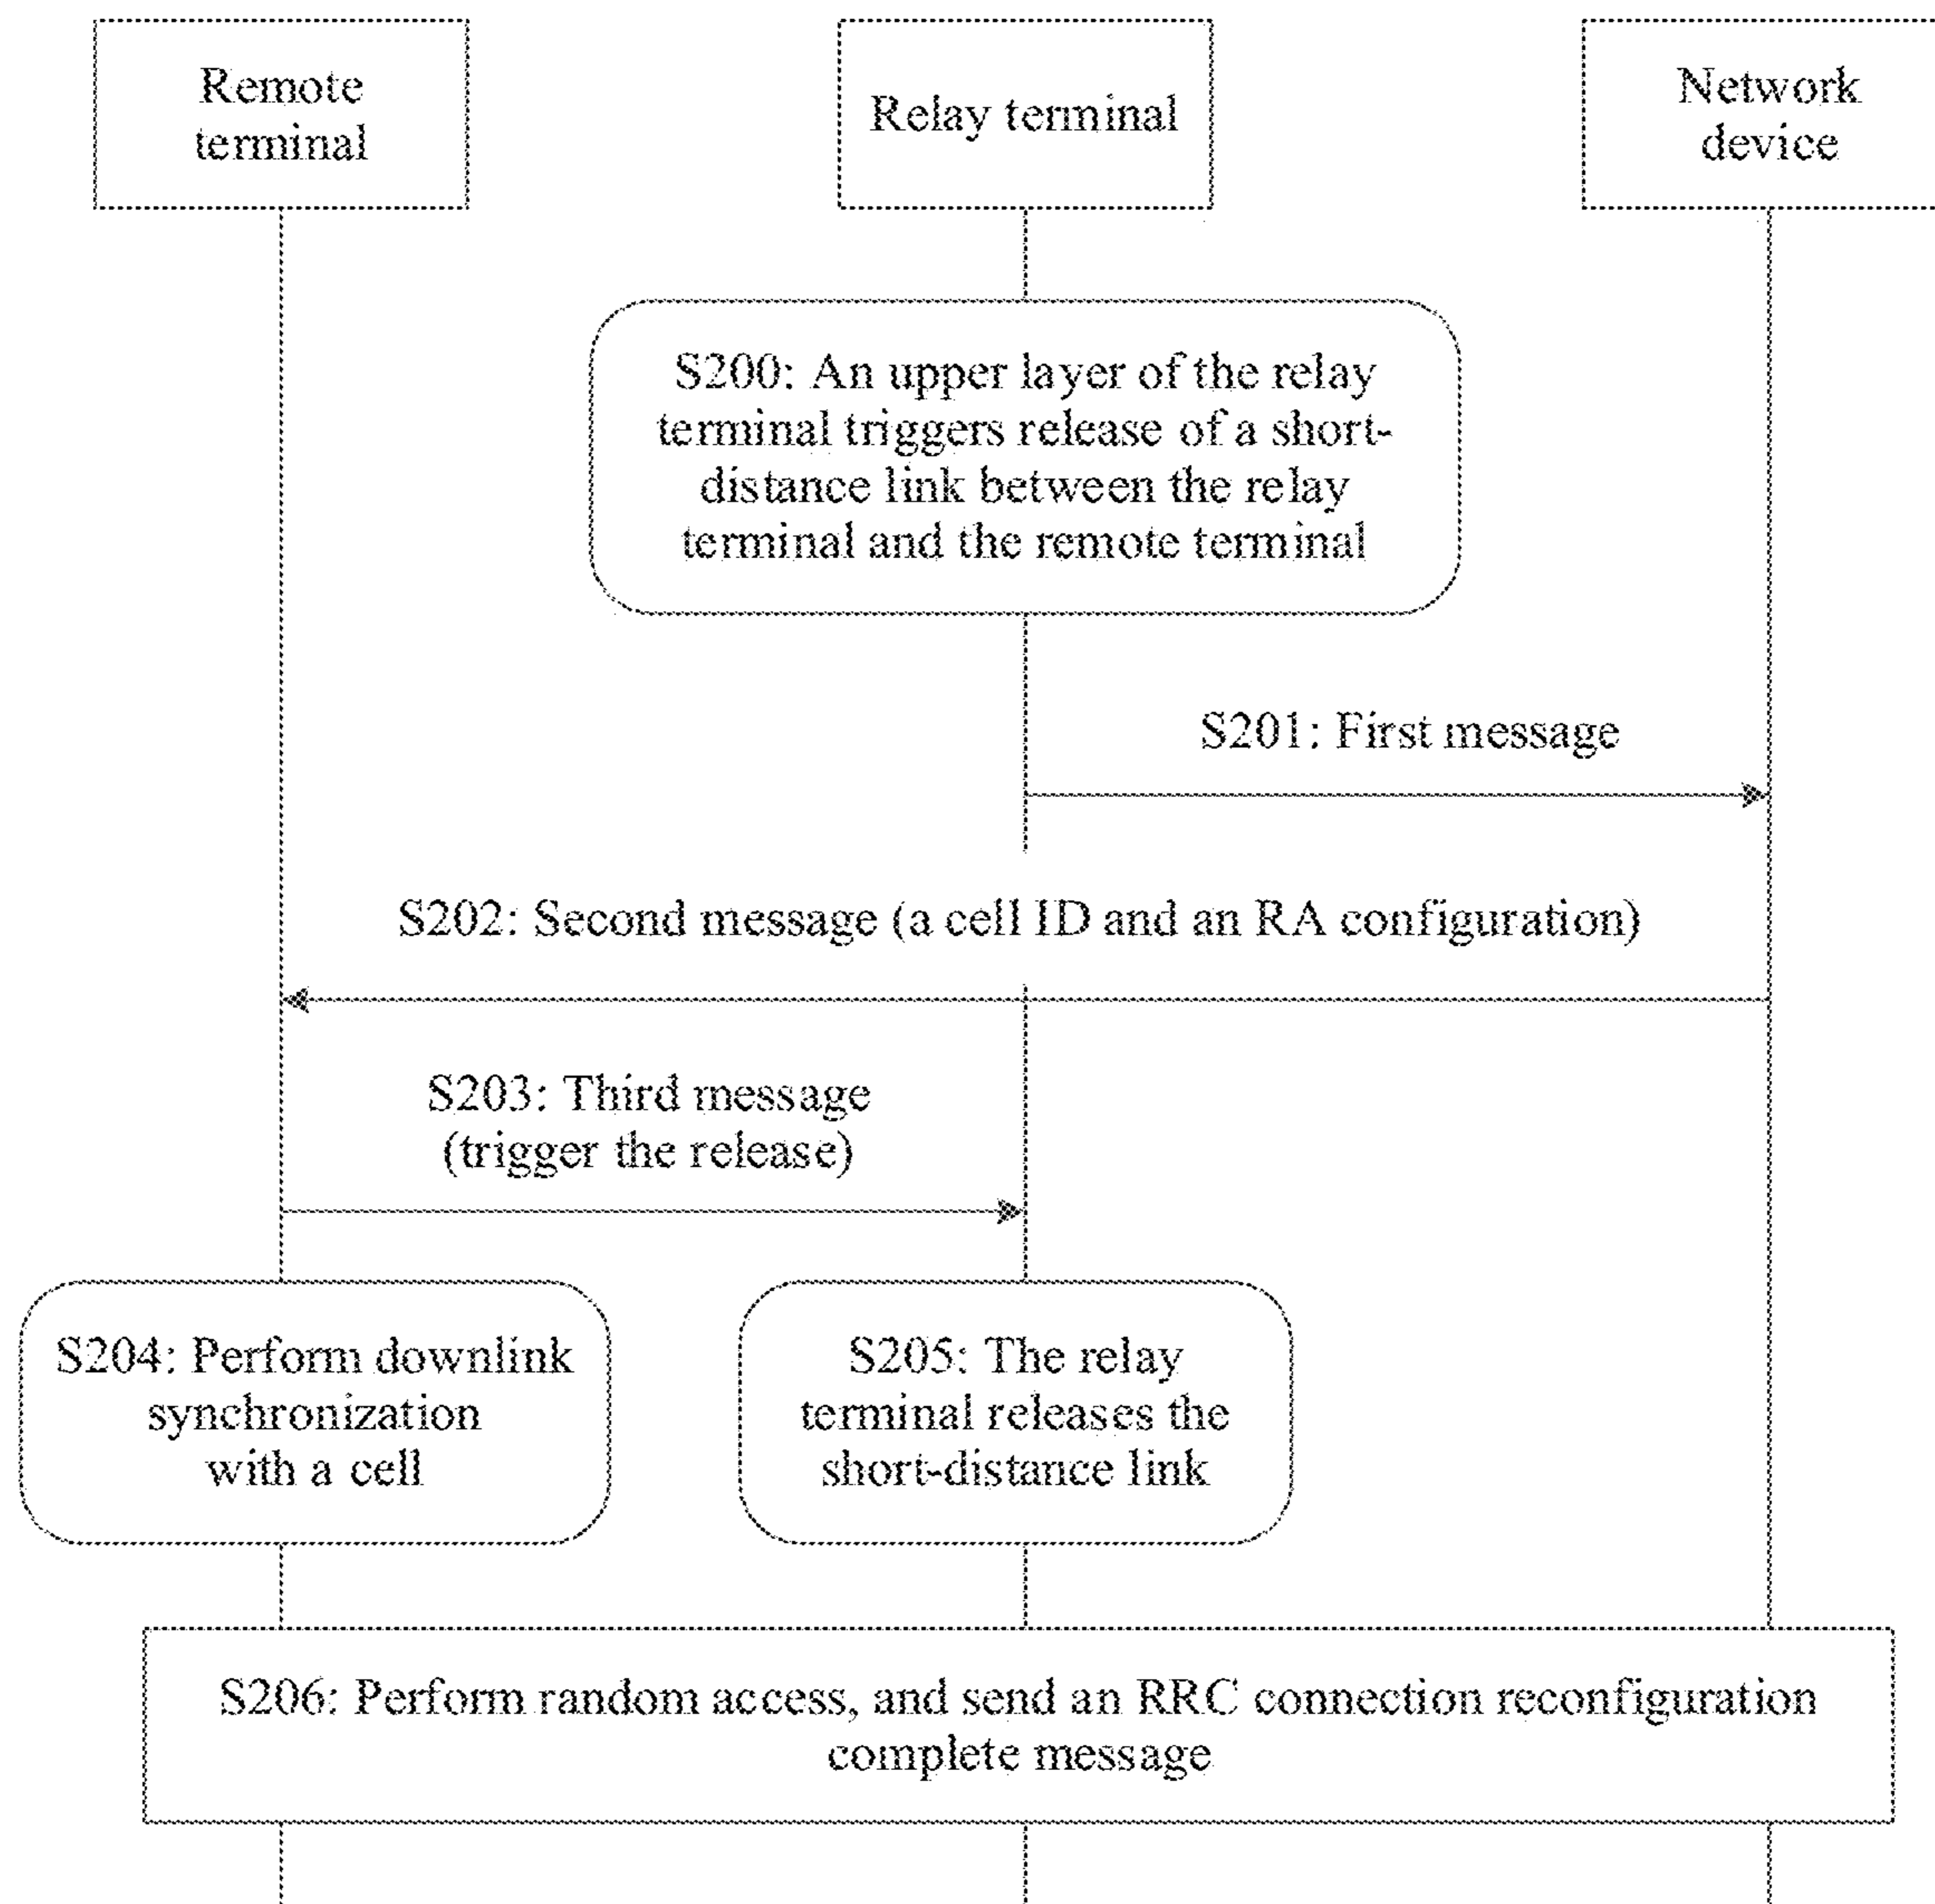 Remote
terminal
Relay terminal
Network
device
S200: An upper layer of the relay
terminal triggers release of a short-
distance link between the relay
terminal and the remote terminal
S201: First message
S202: Second message (a cell ID and an RA configuration)
S203: Third message
(trigger the release)
S204: Perform downlink
synchronization
with a cell
S205: The relay
terminal releases the
short-distance link
S206: Perform random access, and send an RRC connection reconfiguration
complete message